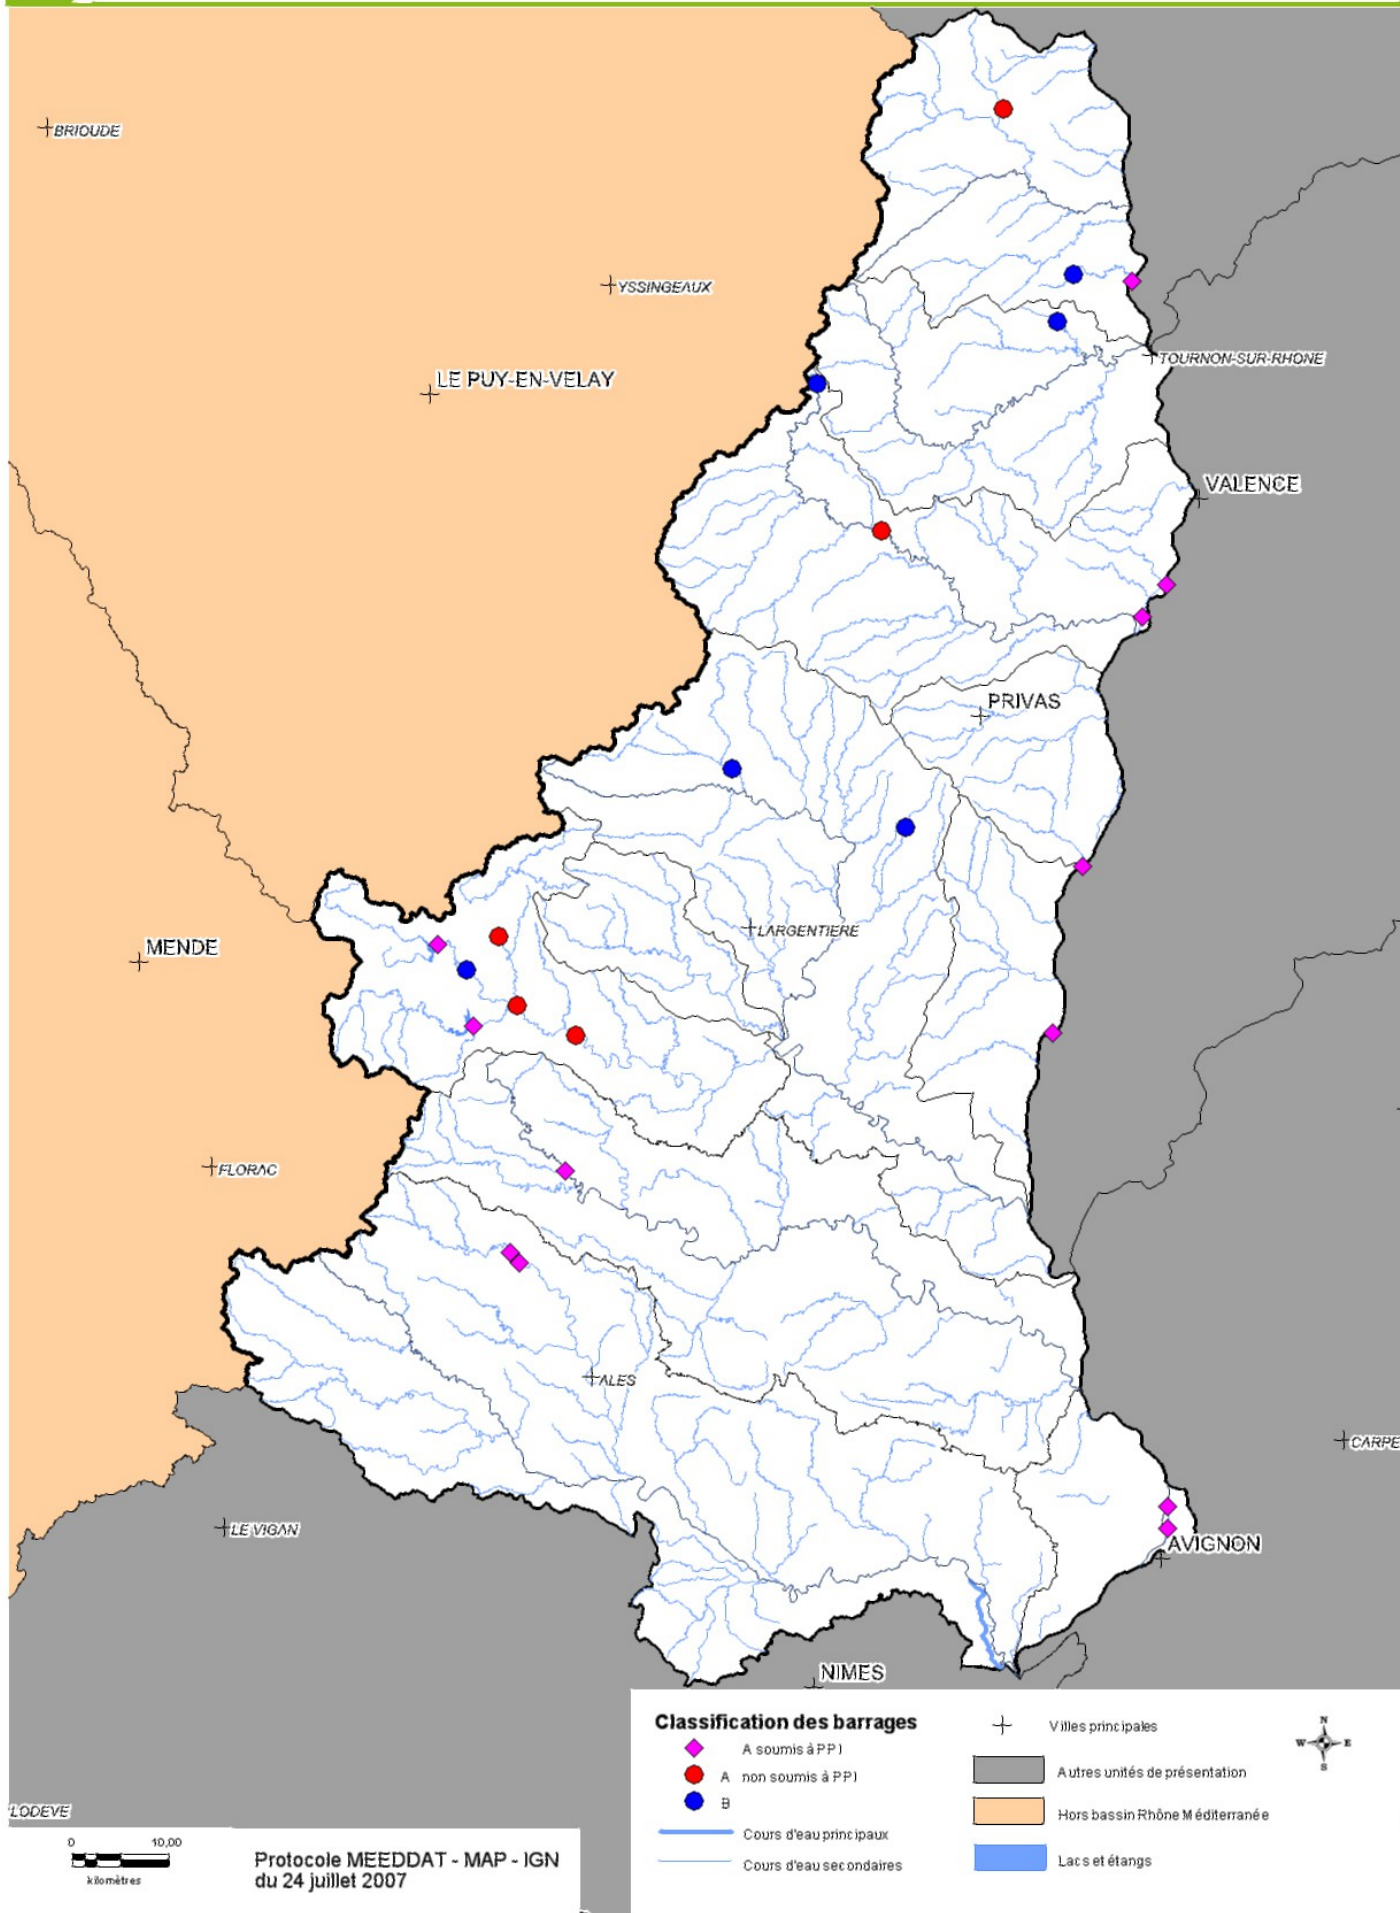 BRIOUDE
YSSINGEAUX
TOURNON-SUR-RHONE
LE PUY-EN-VELAY
VALENCE
PRIVAS
LARGENTIERE
MENDE
FLORAC
ALES
CARPE
LE VIGAN
AVIGNON
NIMES
LODEVE
Classification des barrages
A soumis à PPI
A non soumis à PPI
B
Cours d'eau principaux
Cours d'eau secondaires
Villes principales
Autres unités de présentation
Hors bassin Rhône Méditerranée
Lacs et étangs
N
W E
S
0 10,00
kilomètres
Protocole MEEDDAT - MAP - IGN
du 24 juillet 2007